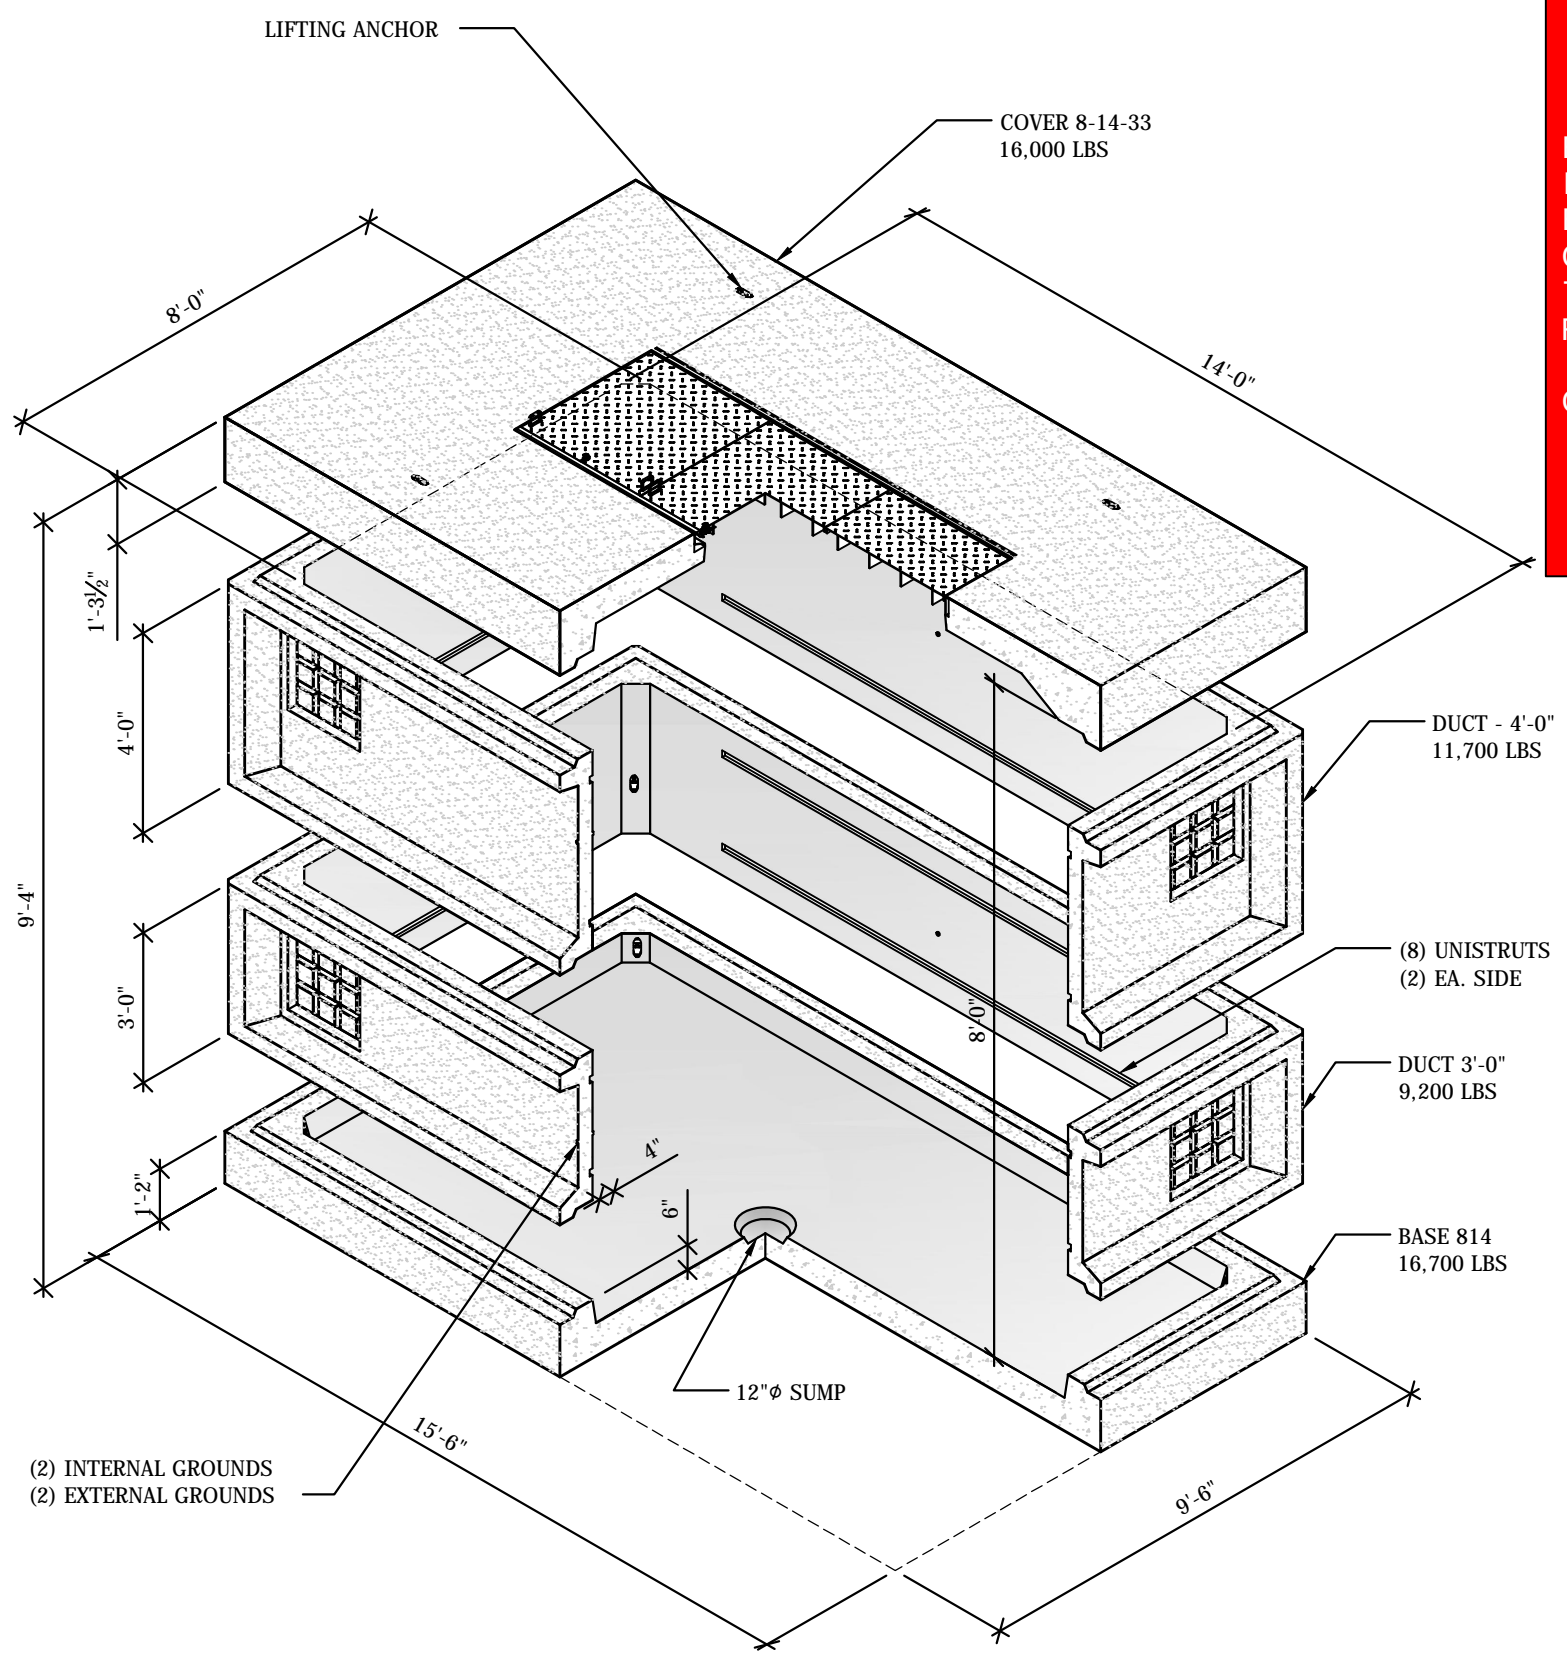 LIFTING ANCHOR
COVER 8-14-33
16,000 LBS
8'-0"
14'-0"
1'-3½"
4'-0"
DUCT - 4'-0"
11,700 LBS
9'-4"
(8) UNISTRUTS
(2) EA. SIDE
3'-0"
8'-0"
DUCT 3'-0"
9,200 LBS
4"
1'-2"
6"
BASE 814
16,700 LBS
12"ϕ SUMP
15'-6"
9'-6"
(2) INTERNAL GROUNDS
(2) EXTERNAL GROUNDS